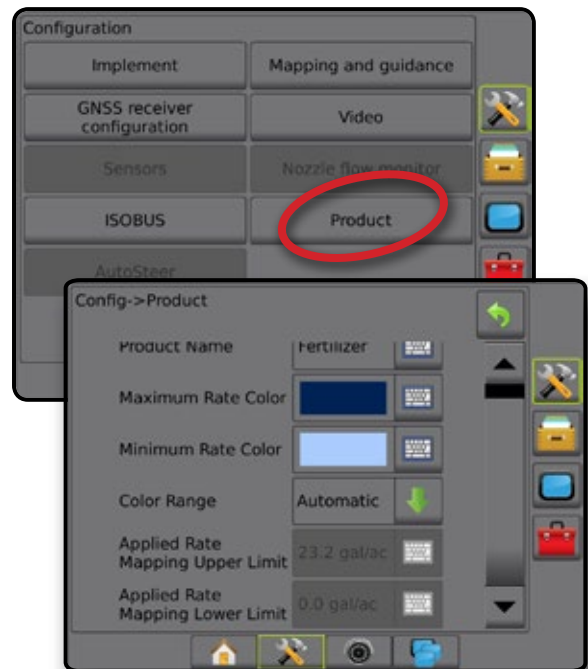 Configuration
Implement
Mapping and guidance
GNSS receiver
configuration
Video
Sensors
Nozzle flow monitor
ISOBUS
Product
AutoSteer
Config->Product
Product Name
Fertilizer
Maximum Rate Color
Minimum Rate Color
Color Range
Automatic
Applied Rate
Mapping Upper Limit
23.2 gal/ac
Applied Rate
Mapping Lower Limit
0.0 gal/ac